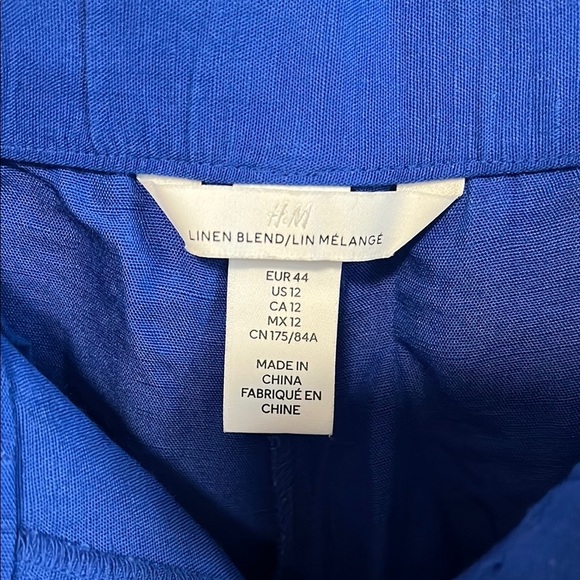 H&M
LINEN BLEND/LIN MÉLANGÉ
EUR 44
US 12
CA 12
MX 12
CN 175/84A
MADE IN
CHINA
FABRIQUÉ EN
CHINE